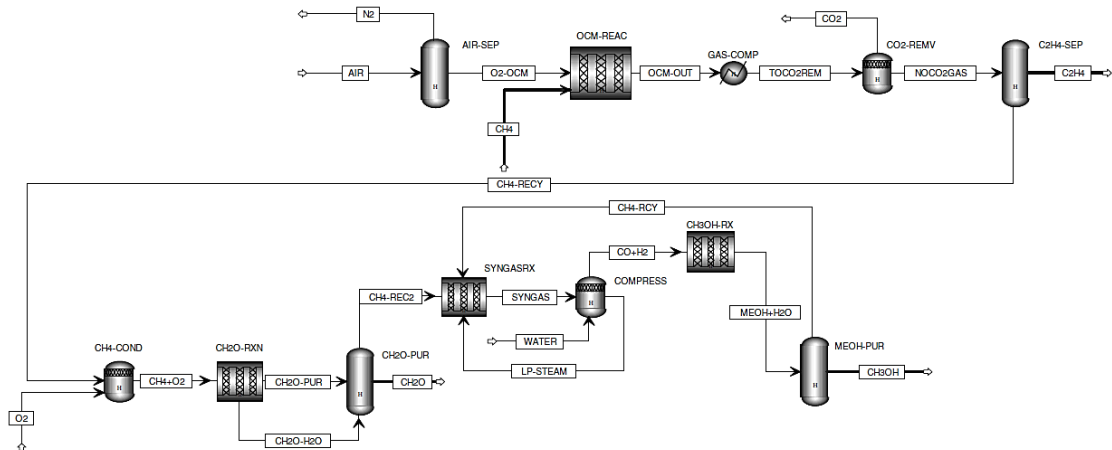 N2
AIR-SEP
OCM-REAC
GAS-COMP
CO2
CO2-REMV
C2H4-SEP
AIR
O2-OCM
OCM-OUT
TOCO2REM
NOCO2GAS
C2H4
H
H
H
CH4
CH4-RECY
CH4-RCY
CH3OH-RX
CO+H2
SYNGASRX
COMPRESS
CH4-REC2
SYNGAS
H
MEOH+H2O
WATER
MEOH-PUR
CH4-COND
CH2O-RXN
CH2O-PUR
LP-STEAM
CH4+O2
CH2O-PUR
CH2O
CH3OH
H
H
H
O2
CH2O-H2O